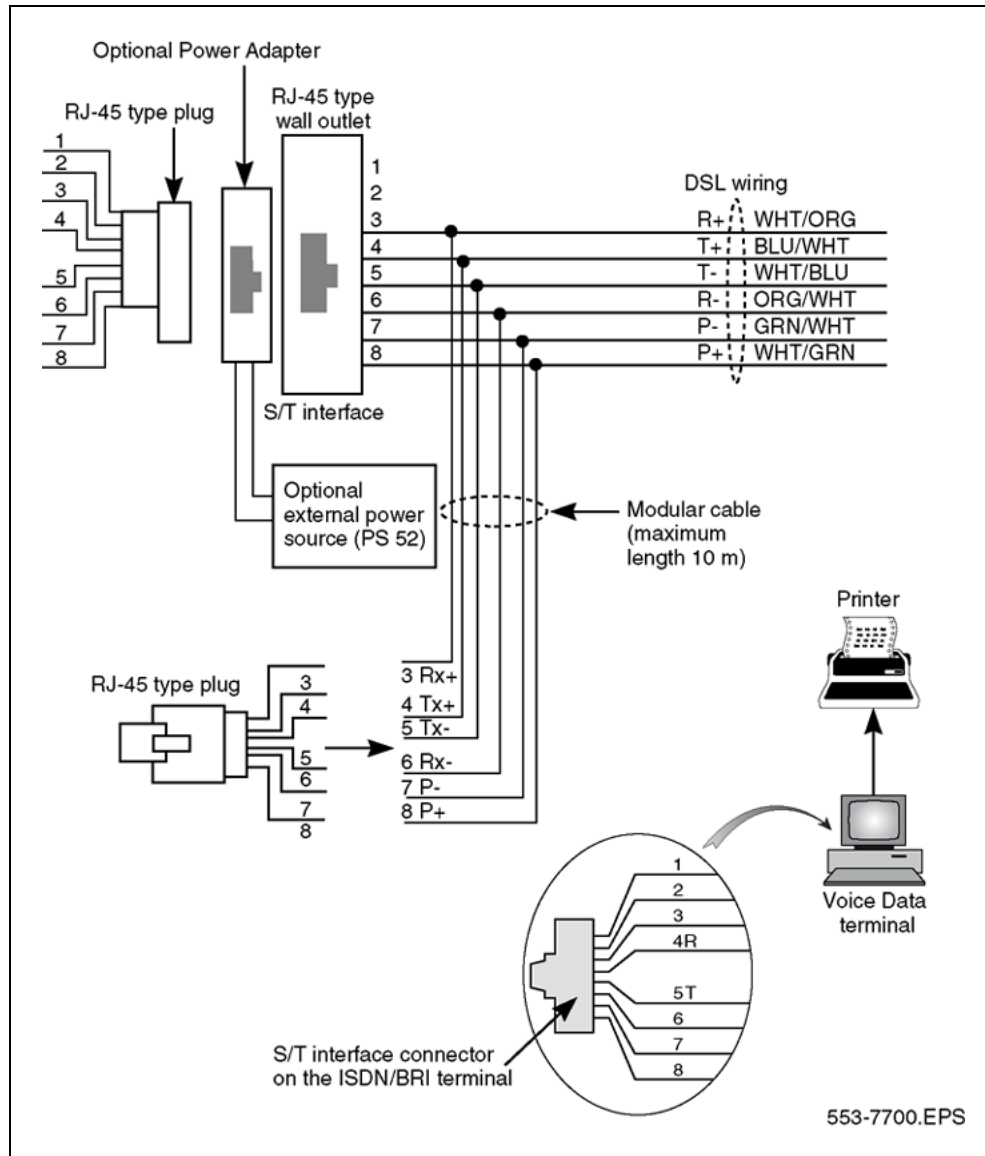 Optional Power Adapter
RJ-45 type plug
RJ-45 type
wall outlet
1
2
3
4
5
6
7
8
1
2
3
4
5
6
7
8
S/T interface
DSL wiring
R+ WHT/ORG
T+ BLU/WHT
T- WHT/BLU
R- ORG/WHT
P- GRN/WHT
P+ WHT/GRN
Optional
external power
source (PS 52)
Modular cable
(maximum
length 10 m)
RJ-45 type plug
3
4
5
6
7
8
3 Rx+
4 Tx+
5 Tx-
6 Rx-
7 P-
8 P+
Printer
Voice Data
terminal
1
2
3
4R
5T
6
7
8
S/T interface connector
on the ISDN/BRI terminal
553-7700.EPS